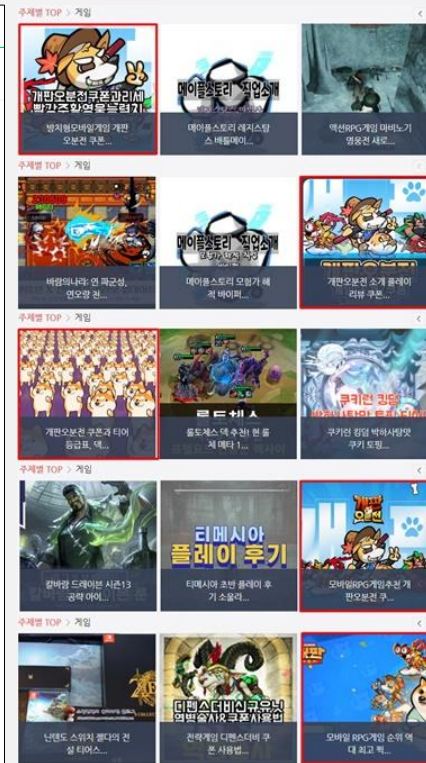 주제별 TOP > 게임
개판오분전쿠폰과리세
방치형모바일게임 개판
오분전 쿠폰...
메이플스토리 직업소개
메이플스토리 레지스탕
스 배틀메이...
액션RPG게임 마비노기
영웅전 새로...
주제별 TOP > 게임
바람의나라: 연 파군성,
연오랑 진...
메이플스토리 직업소개
메이플스토리 모험가 해
적 바이퍼...
개판오분전 소개 플레이
리뷰 쿠폰...
주제별 TOP > 게임
개판오분전 쿠폰과 티어
등급표, 덱...
롤토체스
롤토체스 덱 추천! 현 롤
체 메타 1...
쿠키런 킹덤
쿠키런 킹덤 박하사탕맛
쿠키 토핑...
주제별 TOP > 게임
칼바람 드레이븐 시즌13
공략 아이...
티메시아
플레이 후기
티메시아 초반 플레이 후
기 소울라...
개판
오분전
모바일RPG게임추천 개
판오분전 쿠...
주제별 TOP > 게임
닌텐도 스위치 젤다의 전
설 티어스...
디펜스더비신규유닛
전략게임 디펜스더비 쿠
폰 사용법...
모바일 RPG게임 순위 역
대 최고 찍...